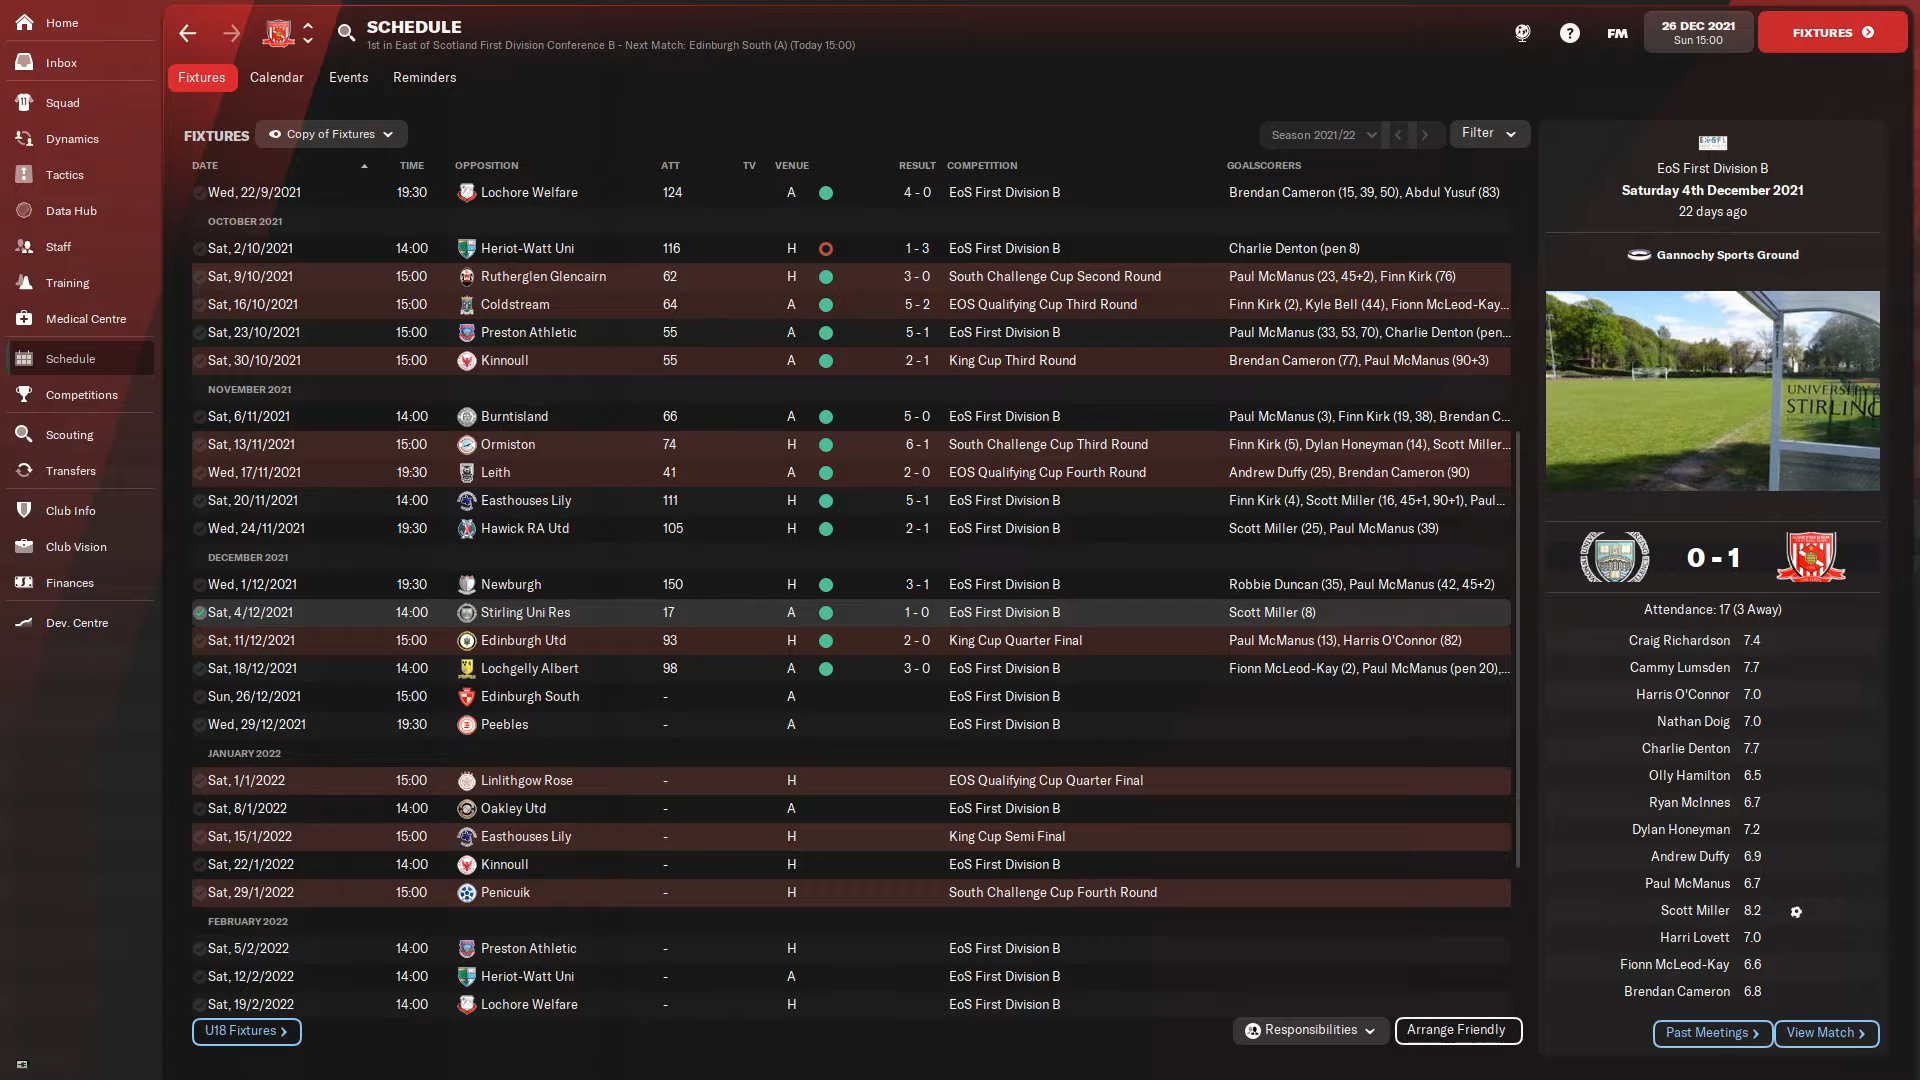 Home
Inbox
Squad
Dynamics
Tactics
Data Hub
Staff
Training
Medical Centre
Schedule
Competitions
Scouting
Transfers
Club Info
Club Vision
Finances
Dev. Centre
SCHEDULE
1st in East of Scotland First Division Conference B - Next Match: Edinburgh South (A) (Today 15:00)
FM
26 DEC 2021
Sun 15:00
FIXTURES
Fixtures Calendar Events Reminders
FIXTURES Copy of Fixtures Season 2021/22 Filter
DATE TIME OPPOSITION ATT TV VENUE RESULT COMPETITION GOALSCORERS
Wed, 22/9/2021 19:30 Lochore Welfare 124 A 4 - 0 EoS First Division B Brendan Cameron (15, 39, 50), Abdul Yusuf (83)
OCTOBER 2021
Sat, 2/10/2021 14:00 Heriot-Watt Uni 116 H 1 - 3 EoS First Division B Charlie Denton (pen 8)
Sat, 9/10/2021 15:00 Rutherglen Glencairn 62 H 3 - 0 South Challenge Cup Second Round Paul McManus (23, 45+2), Finn Kirk (76)
Sat, 16/10/2021 15:00 Coldstream 64 A 5 - 2 EOS Qualifying Cup Third Round Finn Kirk (2), Kyle Bell (44), Fionn McLeod-Kay...
Sat, 23/10/2021 15:00 Preston Athletic 55 A 5 - 1 EoS First Division B Paul McManus (33, 53, 70), Charlie Denton (pen...
Sat, 30/10/2021 15:00 Kinnoull 55 A 2 - 1 King Cup Third Round Brendan Cameron (77), Paul McManus (90+3)
NOVEMBER 2021
Sat, 6/11/2021 14:00 Burntisland 66 A 5 - 0 EoS First Division B Paul McManus (3), Finn Kirk (19, 38), Brendan C...
Sat, 13/11/2021 15:00 Ormiston 74 H 6 - 1 South Challenge Cup Third Round Finn Kirk (5), Dylan Honeyman (14), Scott Miller...
Wed, 17/11/2021 19:30 Leith 41 A 2 - 0 EOS Qualifying Cup Fourth Round Andrew Duffy (25), Brendan Cameron (90)
Sat, 20/11/2021 14:00 Easthouses Lily 111 H 5 - 1 EoS First Division B Finn Kirk (4), Scott Miller (16, 45+1, 90+1), Paul...
Wed, 24/11/2021 19:30 Hawick RA Utd 105 H 2 - 1 EoS First Division B Scott Miller (25), Paul McManus (39)
DECEMBER 2021
Wed, 1/12/2021 19:30 Newburgh 150 H 3 - 1 EoS First Division B Robbie Duncan (35), Paul McManus (42, 45+2)
Sat, 4/12/2021 14:00 Stirling Uni Res 17 A 1 - 0 EoS First Division B Scott Miller (8)
Sat, 11/12/2021 15:00 Edinburgh Utd 93 H 2 - 0 King Cup Quarter Final Paul McManus (13), Harris O'Connor (82)
Sat, 18/12/2021 14:00 Lochgelly Albert 98 A 3 - 0 EoS First Division B Fionn McLeod-Kay (2), Paul McManus (pen 20),...
Sun, 26/12/2021 15:00 Edinburgh South - A EoS First Division B
Wed, 29/12/2021 19:30 Peebles - A EoS First Division B
JANUARY 2022
Sat, 1/1/2022 15:00 Linlithgow Rose - H EOS Qualifying Cup Quarter Final
Sat, 8/1/2022 14:00 Oakley Utd - A EoS First Division B
Sat, 15/1/2022 15:00 Easthouses Lily - H King Cup Semi Final
Sat, 22/1/2022 14:00 Kinnoull - H EoS First Division B
Sat, 29/1/2022 15:00 Penicuik - H South Challenge Cup Fourth Round
FEBRUARY 2022
Sat, 5/2/2022 14:00 Preston Athletic - H EoS First Division B
Sat, 12/2/2022 14:00 Heriot-Watt Uni - A EoS First Division B
Sat, 19/2/2022 14:00 Lochore Welfare - H EoS First Division B
U18 Fixtures Responsibilities Arrange Friendly
EOSFL
EoS First Division B
Saturday 4th December 2021
22 days ago
Gannochy Sports Ground
UNIVERSITY
STIRLING
0 - 1
Attendance: 17 (3 Away)
Craig Richardson 7.4
Cammy Lumsden 7.7
Harris O'Connor 7.0
Nathan Doig 7.0
Charlie Denton 7.7
Olly Hamilton 6.5
Ryan McInnes 6.7
Dylan Honeyman 7.2
Andrew Duffy 6.9
Paul McManus 6.7
Scott Miller 8.2
Harri Lovett 7.0
Fionn McLeod-Kay 6.6
Brendan Cameron 6.8
Past Meetings View Match